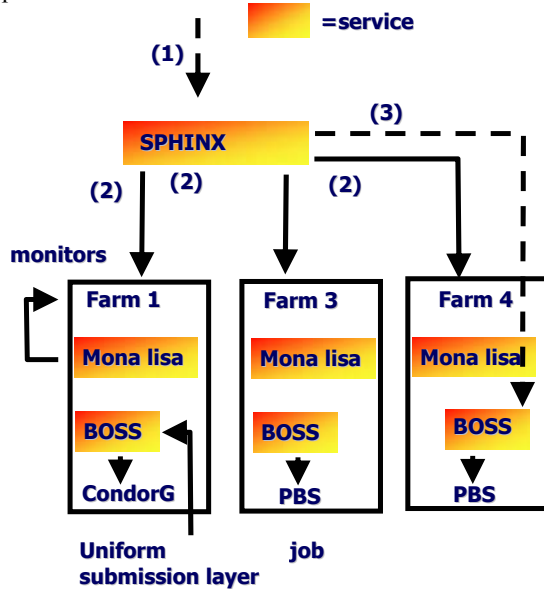 =service
(1)
(3)
SPHINX
(2)
(2)
(2)
monitors
Farm 1
Farm 3
Farm 4
Mona lisa
Mona lisa
Mona lisa
BOSS
BOSS
BOSS
CondorG
PBS
PBS
Uniform
submission layer
job